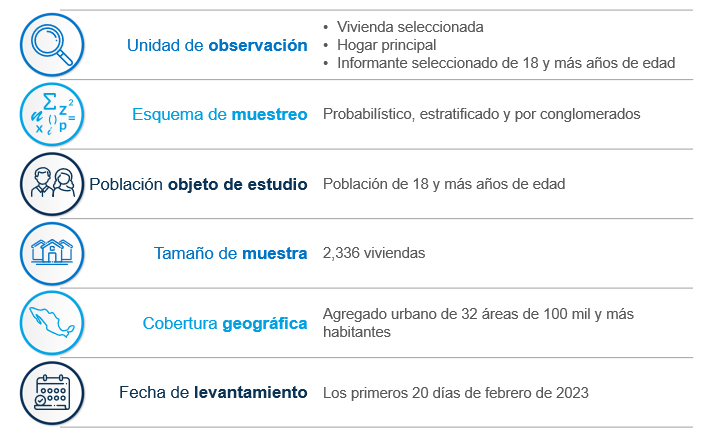 Unidad de observación
• Vivienda seleccionada
• Hogar principal
• Informante seleccionado de 18 y más años de edad
Σ z² n () = x i p
Esquema de muestreo
Probabilístico, estratificado y por conglomerados
Población objeto de estudio
Población de 18 y más años de edad
Tamaño de muestra
2,336 viviendas
Cobertura geográfica
Agregado urbano de 32 áreas de 100 mil y más
habitantes
Fecha de levantamiento
Los primeros 20 días de febrero de 2023